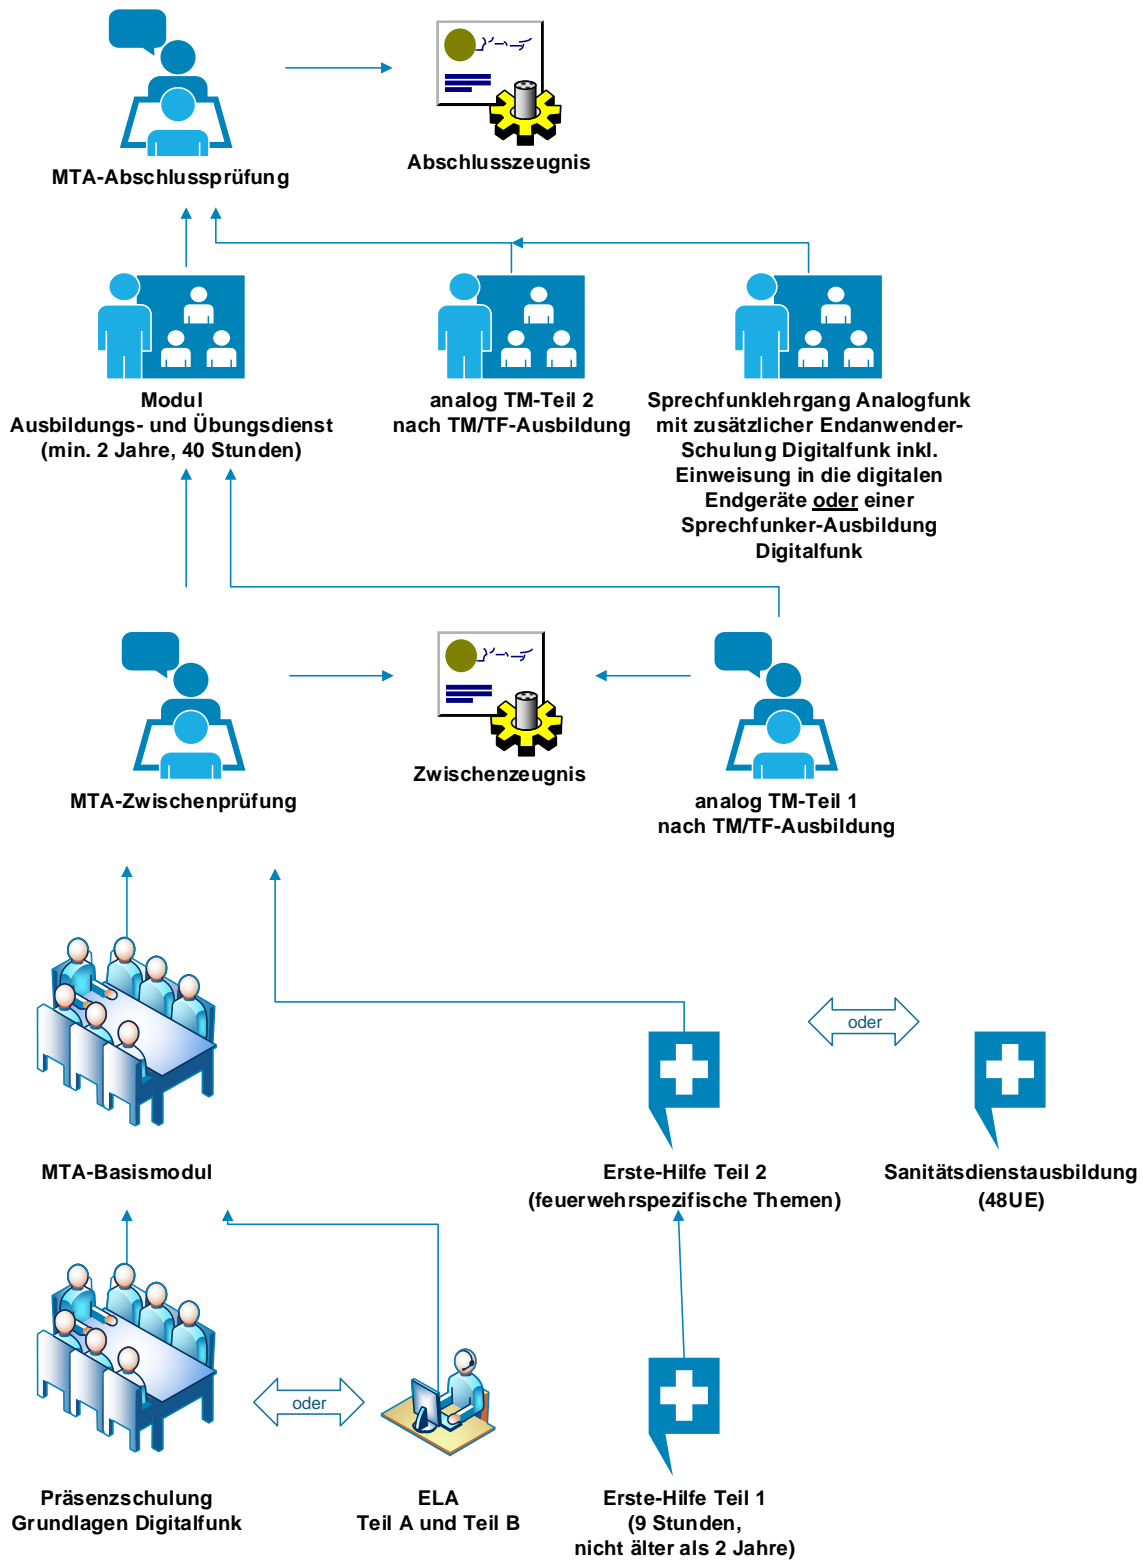 MTA-Abschlussprüfung
Abschlusszeugnis
Modul
Ausbildungs- und Übungsdienst
(min. 2 Jahre, 40 Stunden)
analog TM-Teil 2
nach TM/TF-Ausbildung
Sprechfunklehrgang Analogfunk
mit zusätzlicher Endanwender-
Schulung Digitalfunk inkl.
Einweisung in die digitalen
Endgeräte oder einer
Sprechfunker-Ausbildung
Digitalfunk
MTA-Zwischenprüfung
Zwischenzeugnis
analog TM-Teil 1
nach TM/TF-Ausbildung
oder
MTA-Basismodul
Erste-Hilfe Teil 2
(feuerwehrspezifische Themen)
Sanitätsdienstausbildung
(48UE)
oder
Präsenzschulung
Grundlagen Digitalfunk
ELA
Teil A und Teil B
Erste-Hilfe Teil 1
(9 Stunden,
nicht älter als 2 Jahre)